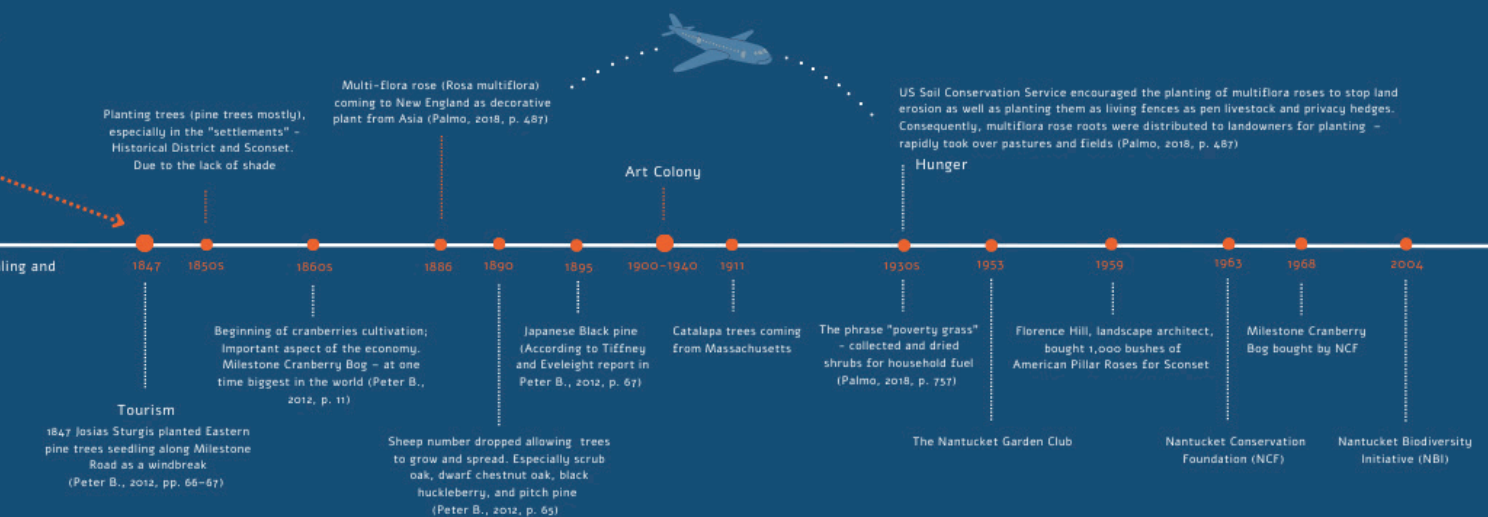 Multi-flora rose (Rosa multiflora)
coming to New England as decorative
plant from Asia (Palmo, 2018, p. 487)
US Soil Conservation Service encouraged the planting of multiflora roses to stop land
erosion as well as planting them as living fences as pen livestock and privacy hedges.
Consequently, multiflora rose roots were distributed to landowners for planting –
rapidly took over pastures and fields (Palmo, 2018, p. 487)
Planting trees (pine trees mostly),
especially in the "settlements" -
Historical District and Sconset.
Due to the lack of shade
Art Colony
Hunger
ling and
1847
1850s
1860s
1886
1890
1895
1900-1940
1911
1930s
1953
1959
1963
1968
2004
Beginning of cranberries cultivation;
Important aspect of the economy.
Milestone Cranberry Bog – at one
time biggest in the world (Peter B.,
2012, p. 11)
Japanese Black pine
(According to Tiffney
and Eveleight report in
Peter B., 2012, p. 67)
Catalapa trees coming
from Massachusetts
The phrase "poverty grass"
- collected and dried
shrubs for household fuel
(Palmo, 2018, p. 757)
Florence Hill, landscape architect,
bought 1,000 bushes of
American Pillar Roses for Sconset
Milestone Cranberry
Bog bought by NCF
Tourism
1847 Josias Sturgis planted Eastern
pine trees seedling along Milestone
Road as a windbreak
(Peter B., 2012, pp. 66–67)
Sheep number dropped allowing trees
to grow and spread. Especially scrub
oak, dwarf chestnut oak, black
huckleberry, and pitch pine
(Peter B., 2012, p. 65)
The Nantucket Garden Club
Nantucket Conservation
Foundation (NCF)
Nantucket Biodiversity
Initiative (NBI)